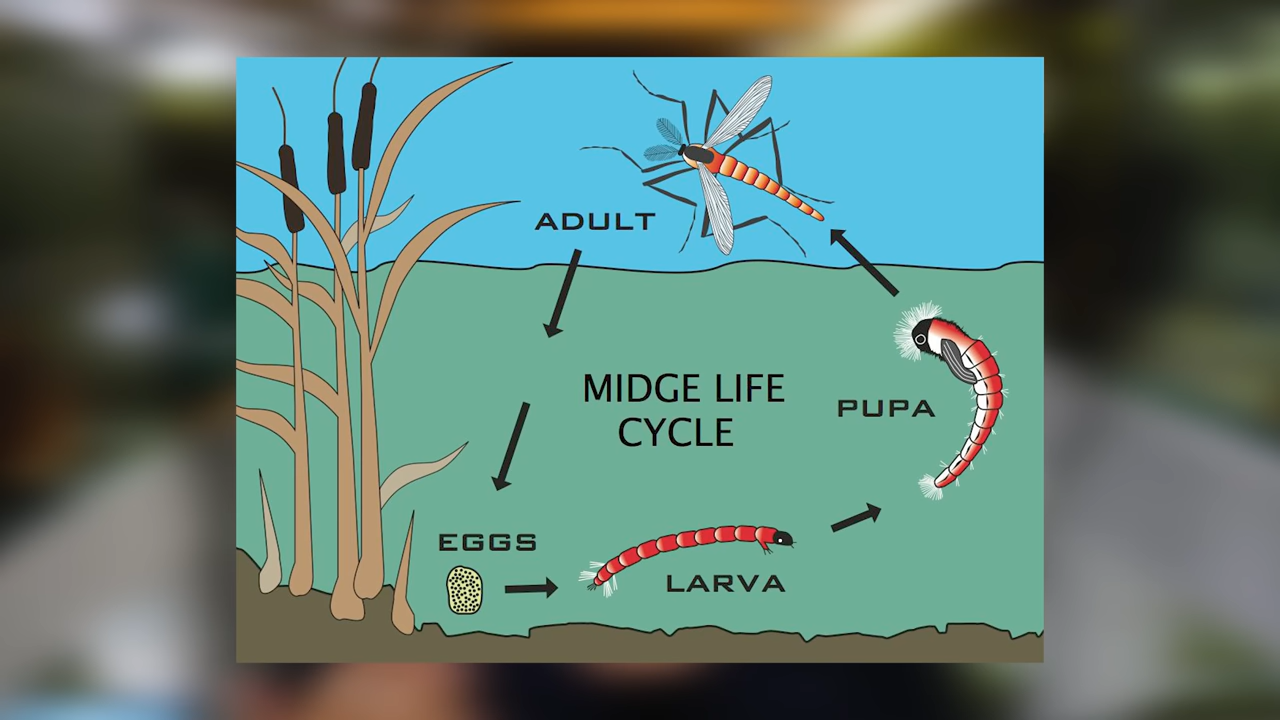 ADULT
MIDGE LIFE
CYCLE
PUPA
EGGS
LARVA